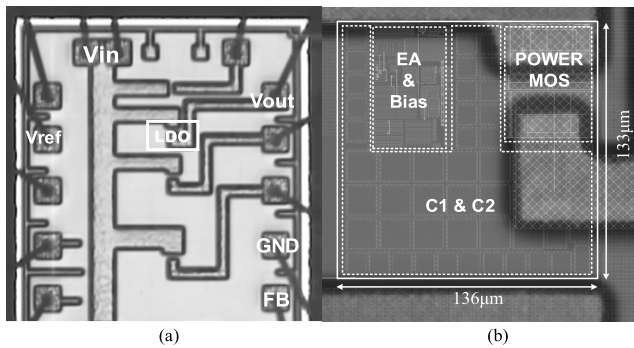 Vin
Vout
Vref
LDO
GND
FB
(a)
EA
&
Bias
POWER
MOS
C1 & C2
133μm
136μm
(b)